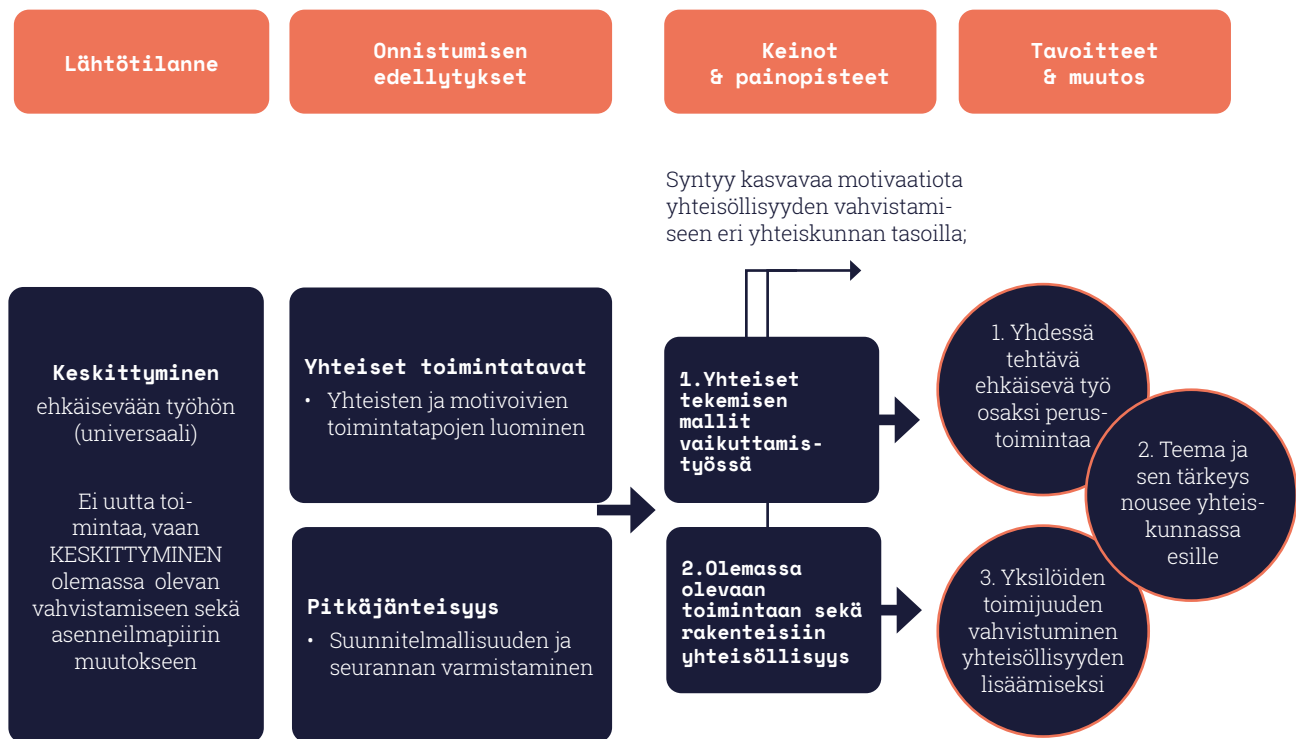 Lähtötilanne
Onnistumisen
edellytykset
Keinot
& painopisteet
Tavoitteet
& muutos
Syntyy kasvavaa motivaatiota
yhteisöllisyyden vahvistami-
seen eri yhteiskunnan tasoilla;
Keskittyminen
ehkäisevään työhön
(universaali)
Ei uutta toi-
mintaa, vaan
KESKITTYMINEN
olemassa olevan
vahvistamiseen sekä
asenneilmapiirin
muutokseen
Yhteiset toimintatavat
• Yhteisten ja motivoivien
toimintatapojen luominen
Pitkäjänteisyys
• Suunnitelmallisuuden ja
seurannan varmistaminen
1.Yhteiset
tekemisen
mallit
vaikuttamis-
työssä
2.Olemassa
olevaan
toimintaan sekä
rakenteisiin
yhteisöllisyys
1. Yhdessä
tehtävä
ehkäisevä työ
osaksi perus-
toimintaa
2. Teema ja
sen tärkeys
nousee yhteis-
kunnassa
esille
3. Yksilöiden
toimijuuden
vahvistuminen
yhteisöllisyyden
lisäämiseksi